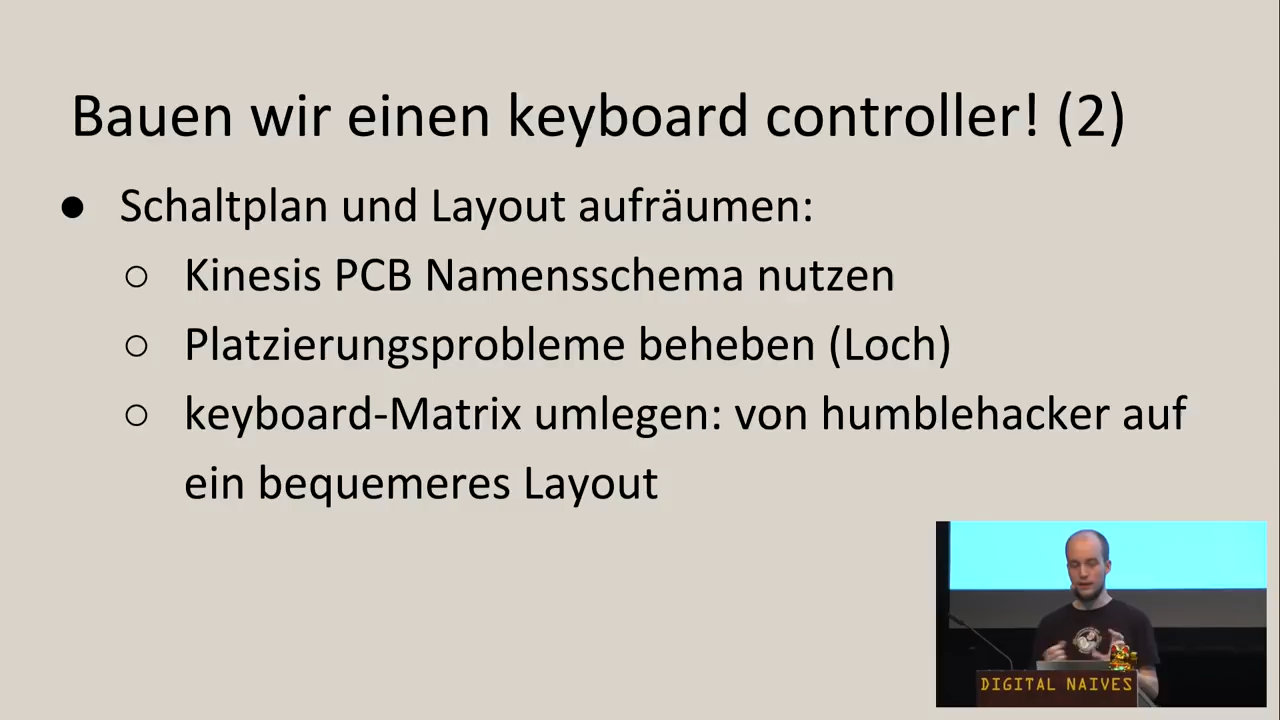 Bauen wir einen keyboard controller! (2)
● Schaltplan und Layout aufräumen:
○ Kinesis PCB Namensschema nutzen
○ Platzierungsprobleme beheben (Loch)
○ keyboard-Matrix umlegen: von humblehacker auf
ein bequemeres Layout
DIGITAL NAIVES